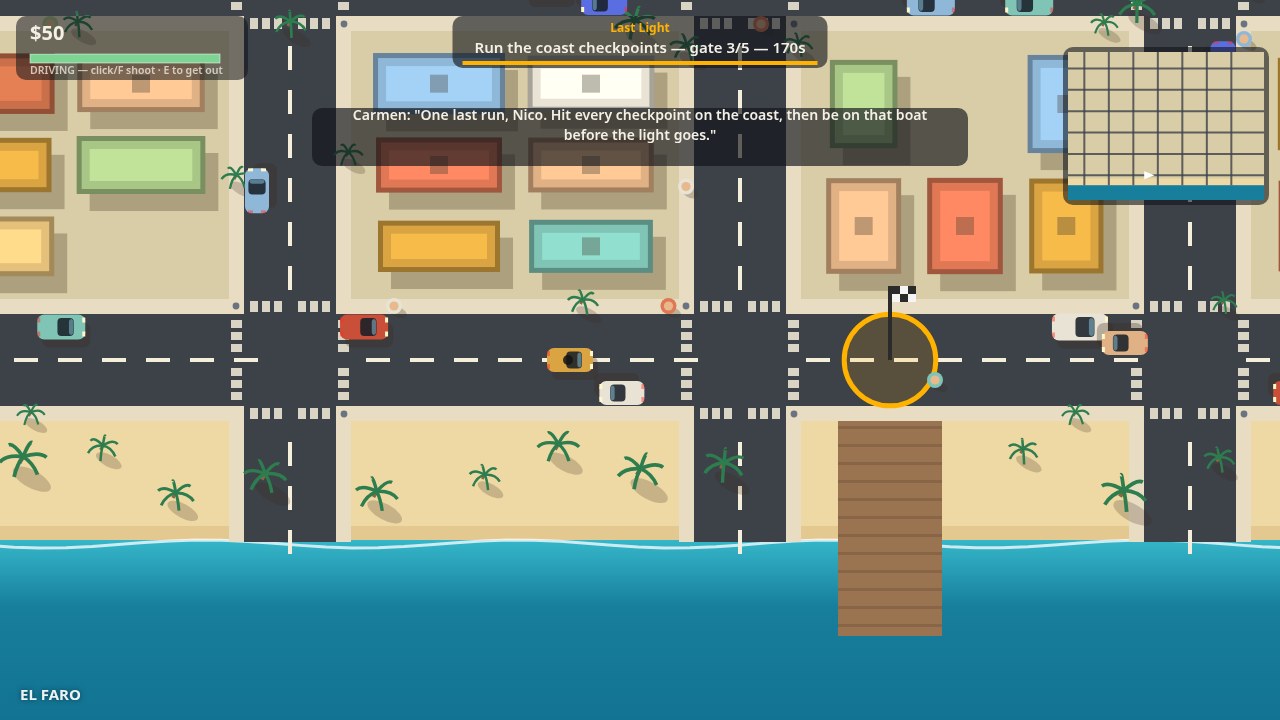 $50
DRIVING — click/F shoot · E to get out
Last Light
Run the coast checkpoints — gate 3/5 — 170s
Carmen: "One last run, Nico. Hit every checkpoint on the coast, then be on that boat
before the light goes."
EL FARO